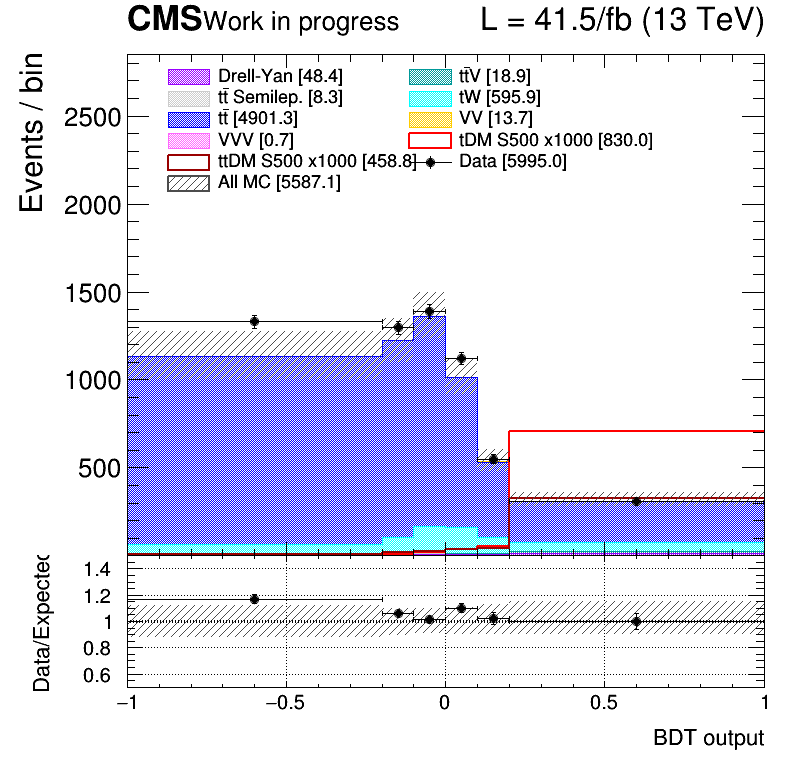 CMS Work in progress L = 41.5/fb (13 TeV)
Events / bin
2500
2000
1500
1000
500
Drell-Yan [48.4]
tt̄V [18.9]
tt̄ Semilep. [8.3]
tW [595.9]
tt̄ [4901.3]
VV [13.7]
VVV [0.7]
tDM S500 x1000 [830.0]
ttDM S500 x1000 [458.8]
Data [5995.0]
All MC [5587.1]
Data/Expected
1.4
1.2
1
0.8
0.6
−1 −0.5 0 0.5 1
BDT output